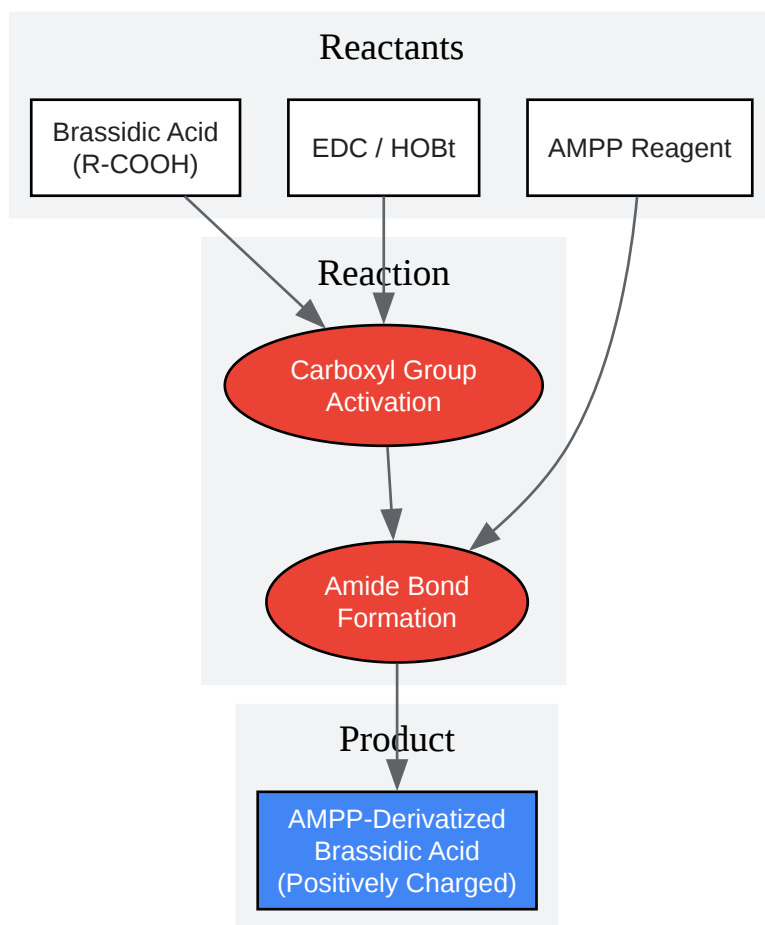 Reactants
Brassidic Acid
(R-COOH)
EDC / HOBt
AMPP Reagent
Reaction
Carboxyl Group
Activation
Amide Bond
Formation
Product
AMPP-Derivatized
Brassidic Acid
(Positively Charged)